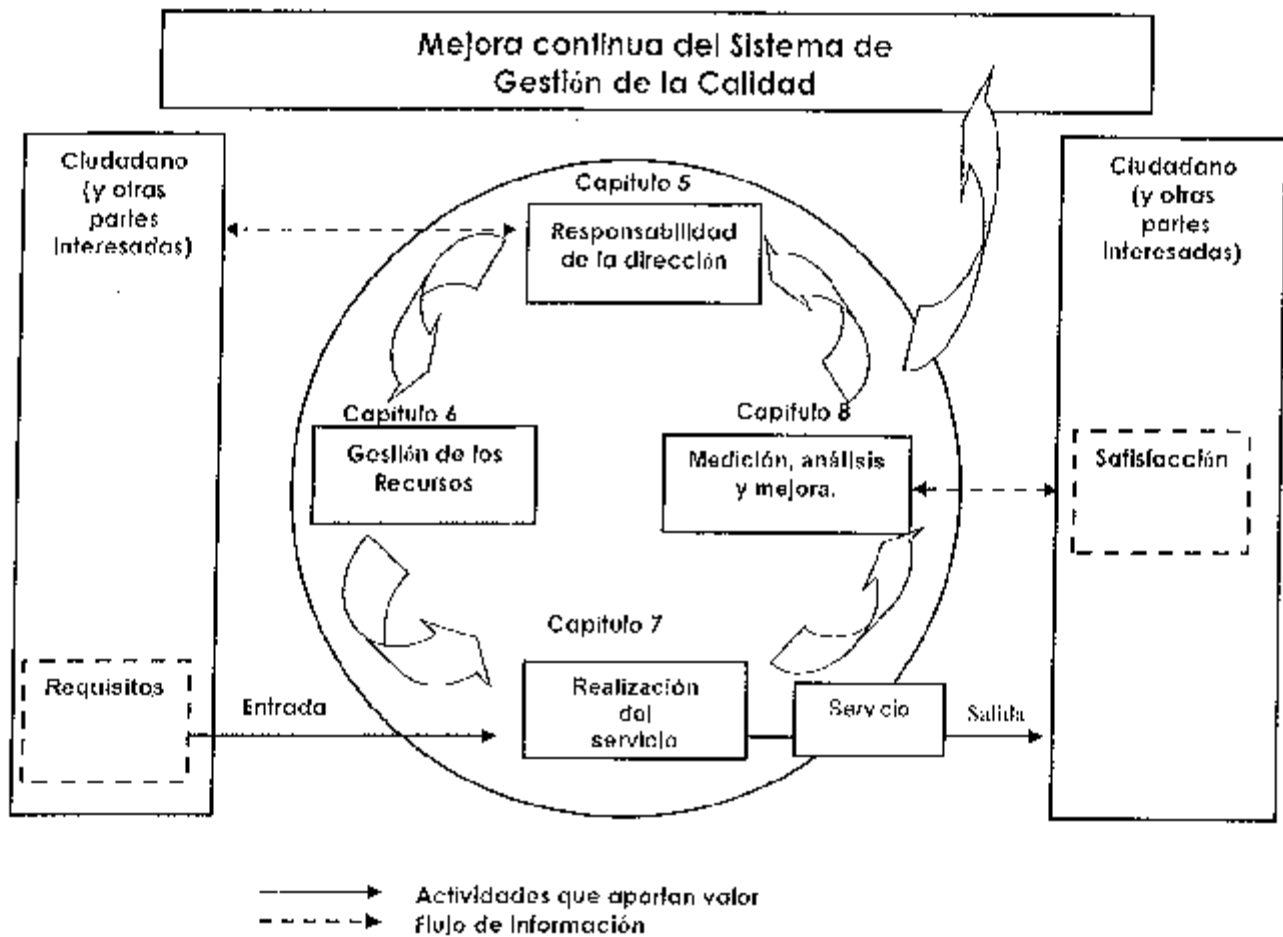 Mejora continua del Sistema de
Gestión de la Calidad
Ciudadano
(y otras
partes
interesadas)
Capitulo 5
Responsabilidad
de la dirección
Ciudadano
(y otras
partes
interesadas)
Capitulo 6
Gestión de los
Recursos
Capitulo 8
Medición, análisis
y mejora.
Satisfacción
Capitulo 7
Requisitos
Entrada
Realización
del
servicio
Servicio
Salida
Actividades que aportan valor
Flujo de Información